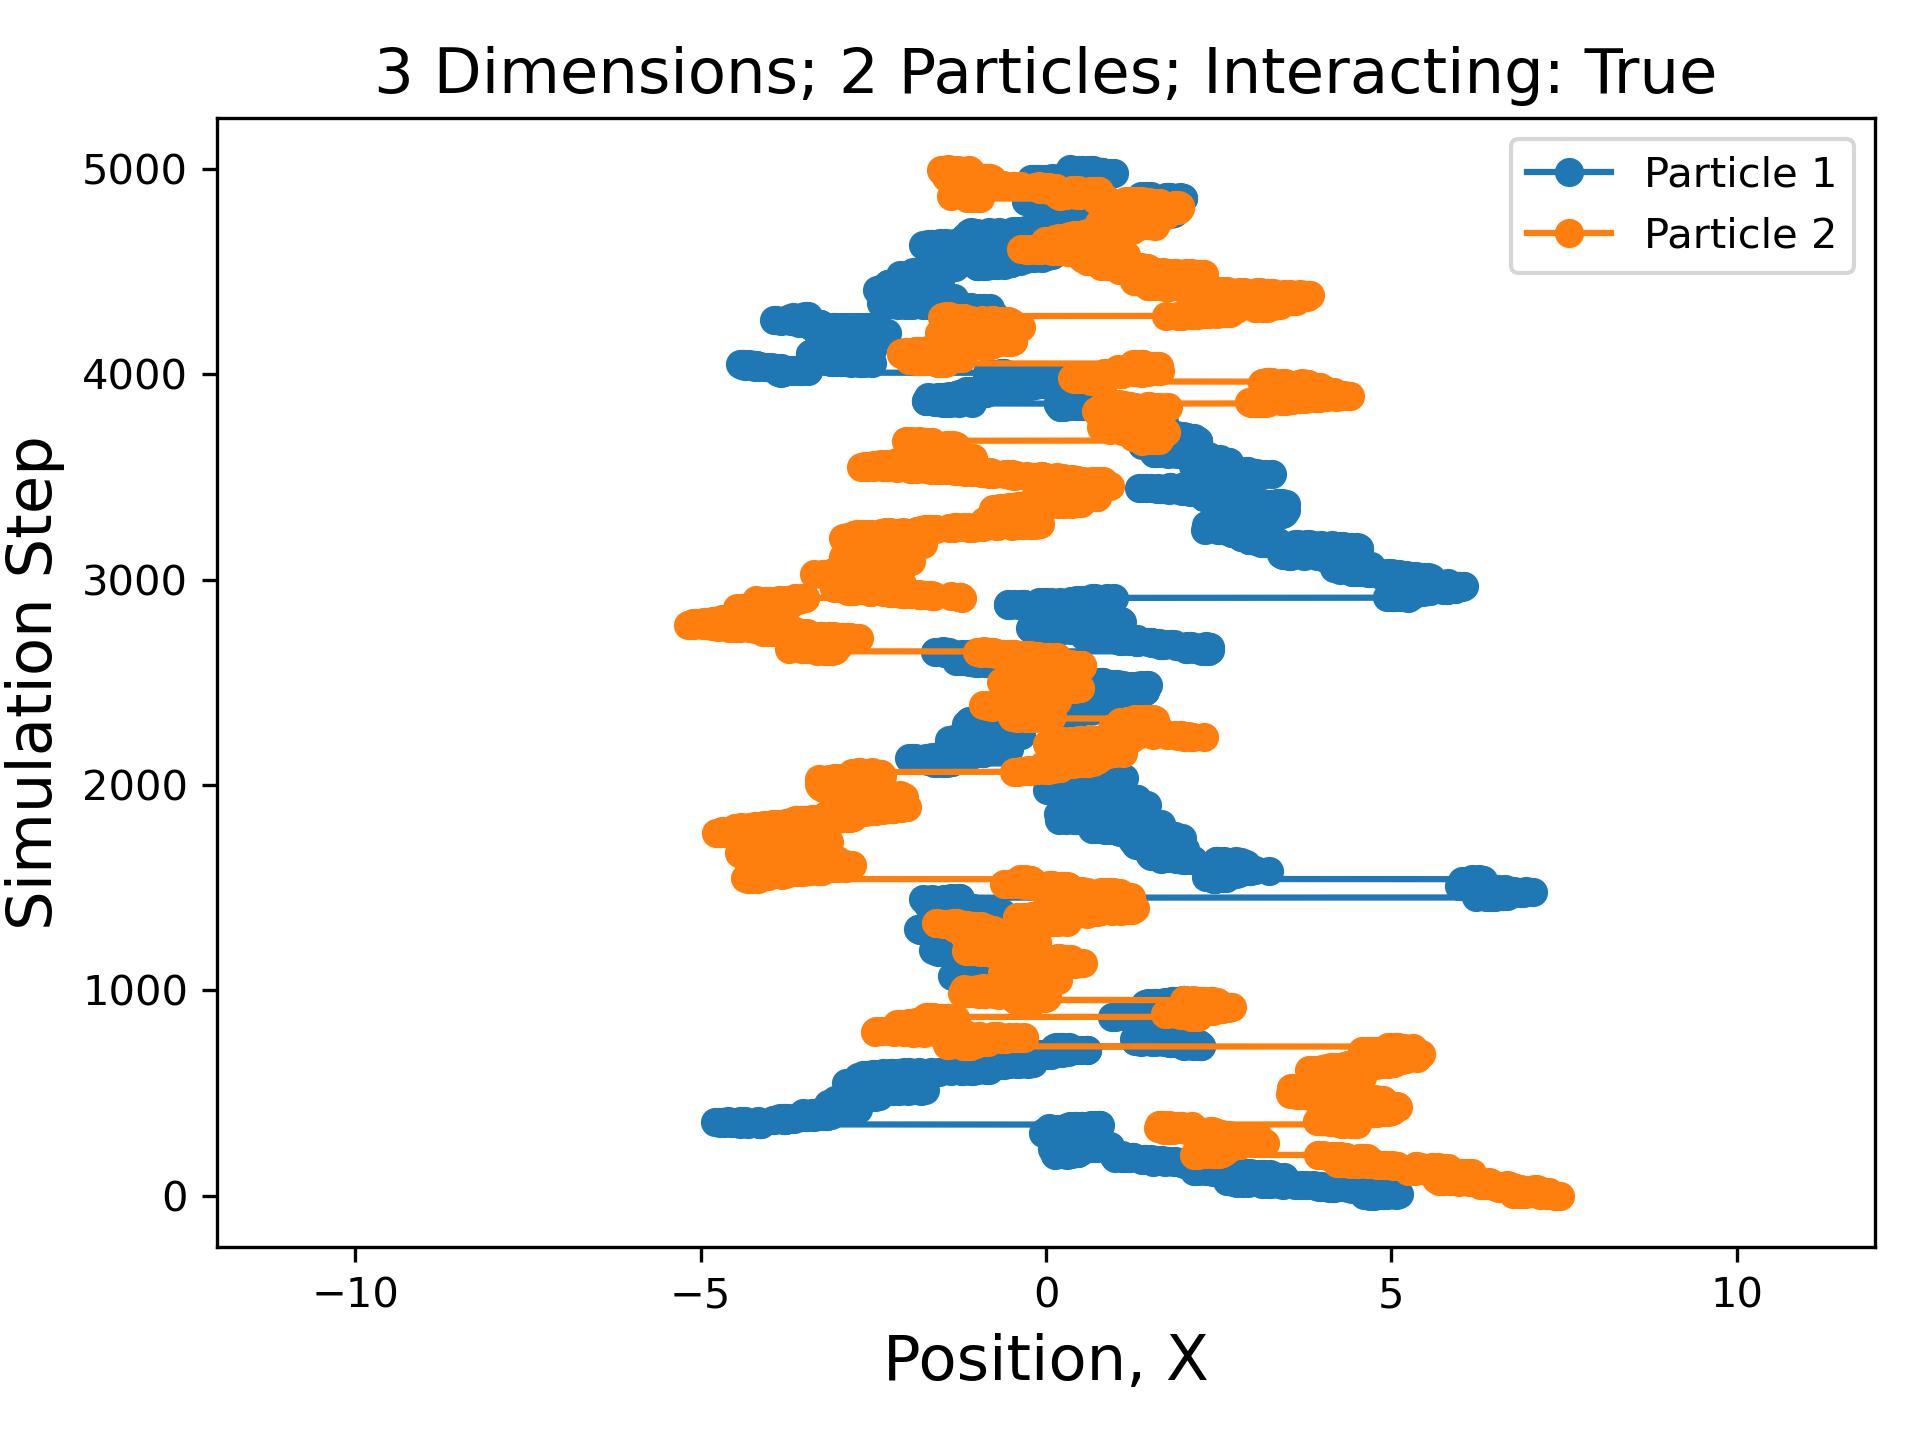 3 Dimensions; 2 Particles; Interacting: True
Particle 1
Particle 2
5000
4000
3000
2000
1000
0
Simulation Step
−10
−5
0
5
10
Position, X